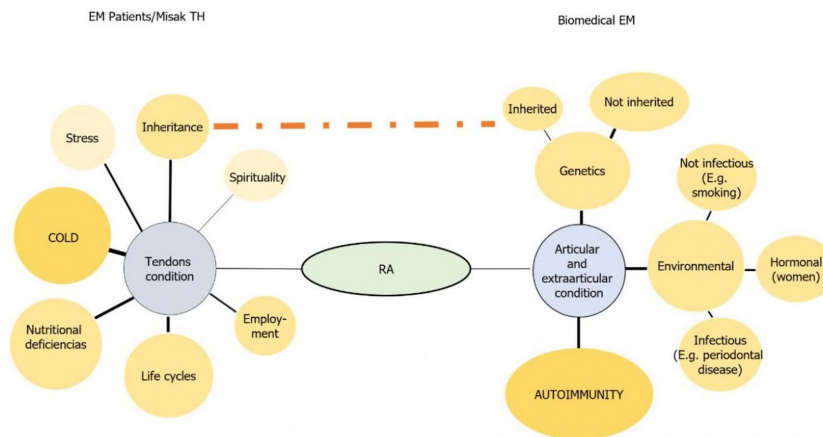 EM Patients/Misak TH
Biomedical EM
Stress
Inheritance
Spirituality
COLD
Tendons
condition
Nutritional
deficiencias
Life cycles
Employ-
ment
RA
Inherited
Not inherited
Genetics
Not infectious
(E.g.
smoking)
Articular
and
extraarticular
condition
Environmental
Hormonal
(women)
Infectious
(E.g. periodontal
disease)
AUTOIMMUNITY